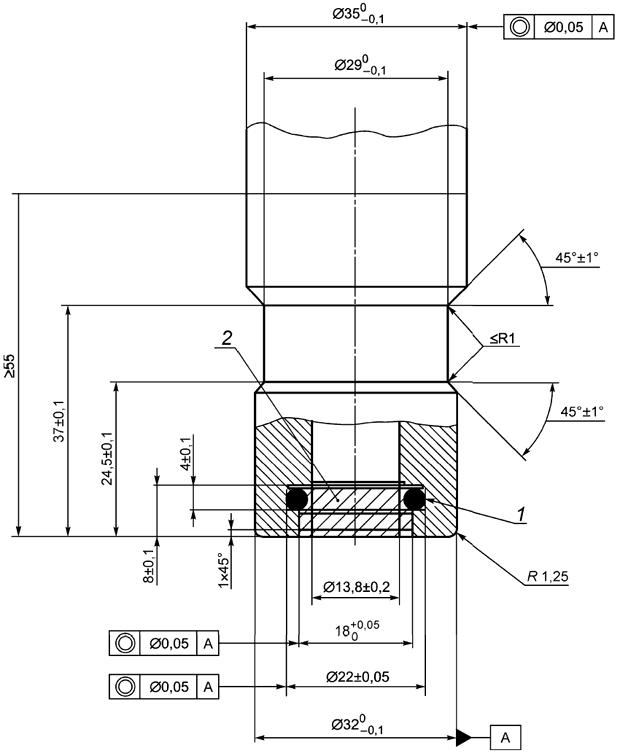 Ø35 0 −0,1
◎ Ø0,05 A
Ø29 0 −0,1
45°±1°
≤R1
2
≥55
37±0,1
24,5±0,1
4±0,1
45°±1°
1
8±0,1
1×45°
R 1,25
Ø13,8±0,2
18 +0,05 0
◎ Ø0,05 A
Ø22±0,05
◎ Ø0,05 A
Ø32 0 −0,1
A